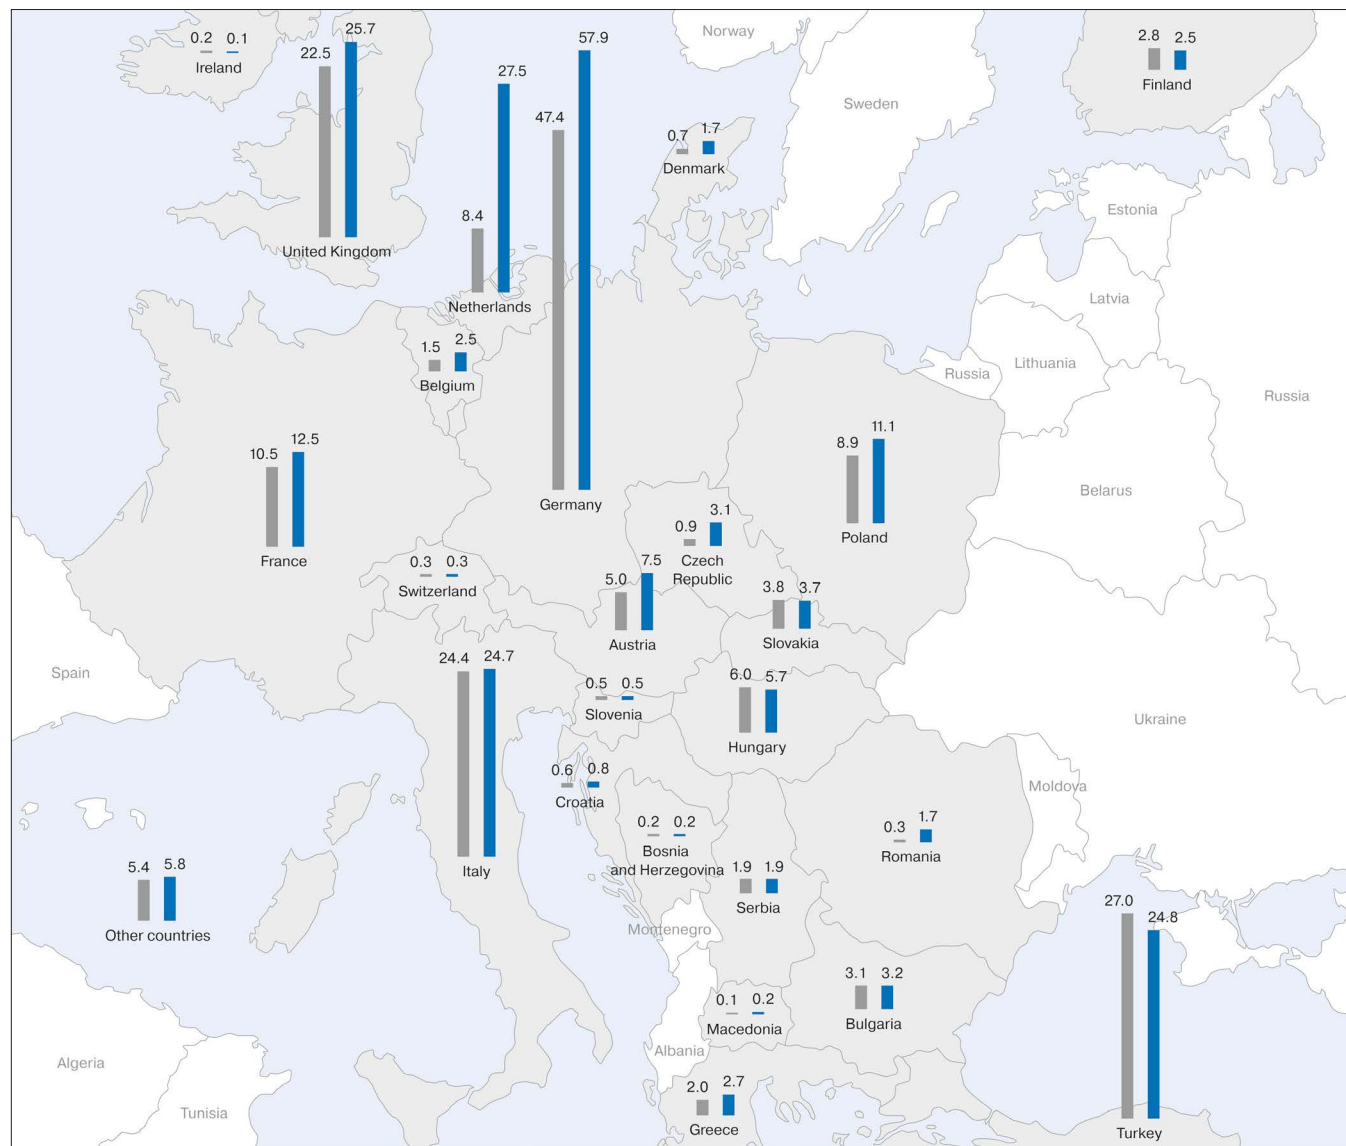 0.2 0.1
Ireland
22.5 25.7
United Kingdom
8.4 27.5
Netherlands
47.4 57.9
Germany
Norway
Sweden
0.7 1.7
Denmark
2.8 2.5
Finland
Estonia
Latvia
Lithuania
Russia
Russia
Belarus
1.5 2.5
Belgium
10.5 12.5
France
8.9 11.1
Poland
0.9 3.1
Czech
Republic
0.3 0.3
Switzerland
5.0 7.5
Austria
3.8 3.7
Slovakia
Spain
24.4 24.7
Italy
0.5 0.5
Slovenia
6.0 5.7
Hungary
Ukraine
Moldova
0.6 0.8
Croatia
0.2 0.2
Bosnia
and Herzegovina
0.3 1.7
Romania
5.4 5.8
Other countries
1.9 1.9
Serbia
Montenegro
27.0 24.8
Turkey
3.1 3.2
Bulgaria
0.1 0.2
Macedonia
Albania
2.0 2.7
Greece
Algeria
Tunisia